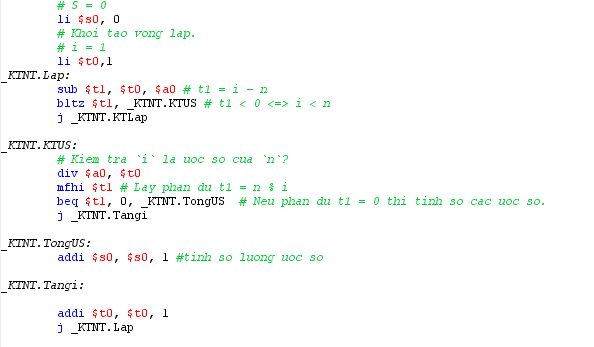 # S = 0
li $s0, 0
# Khoi tao vong lap.
# i = 1
li $t0,1
_KTNT.Lap:
sub $t1, $t0, $a0 # t1 = i - n
bltz $t1, _KTNT.KTUS # t1 < 0 <=> i < n
j _KTNT.KTLap
_KTNT.KTUS:
# Kiem tra `i` la uoc so cua `n`?
div $a0, $t0
mfhi $t1 # Lay phan du t1 = n % i
beq $t1, 0, _KTNT.TongUS # Neu phan du t1 = 0 thi tinh so cac uoc so.
j _KTNT.Tangi
_KTNT.TongUS:
addi $s0, $s0, 1 #tinh so luong uoc so
_KTNT.Tangi:
addi $t0, $t0, 1
j _KTNT.Lap